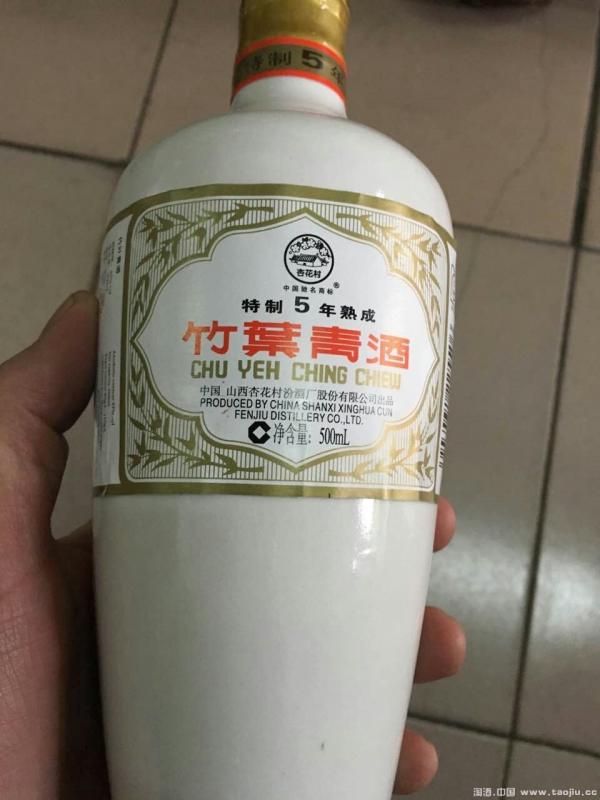 特制 5 年
杏花村
中国驰名商标®
特制 5 年熟成
竹葉青酒
CHU YEH CHING CHIEW
中国 山西杏花村汾酒厂股份有限公司出品
PRODUCED BY CHINA SHANXI XINGHUA CUN
FENJIU DISTILLERY CO.,LTD.
净含量: 500mL
淘酒.中国 www.taojiu.cc